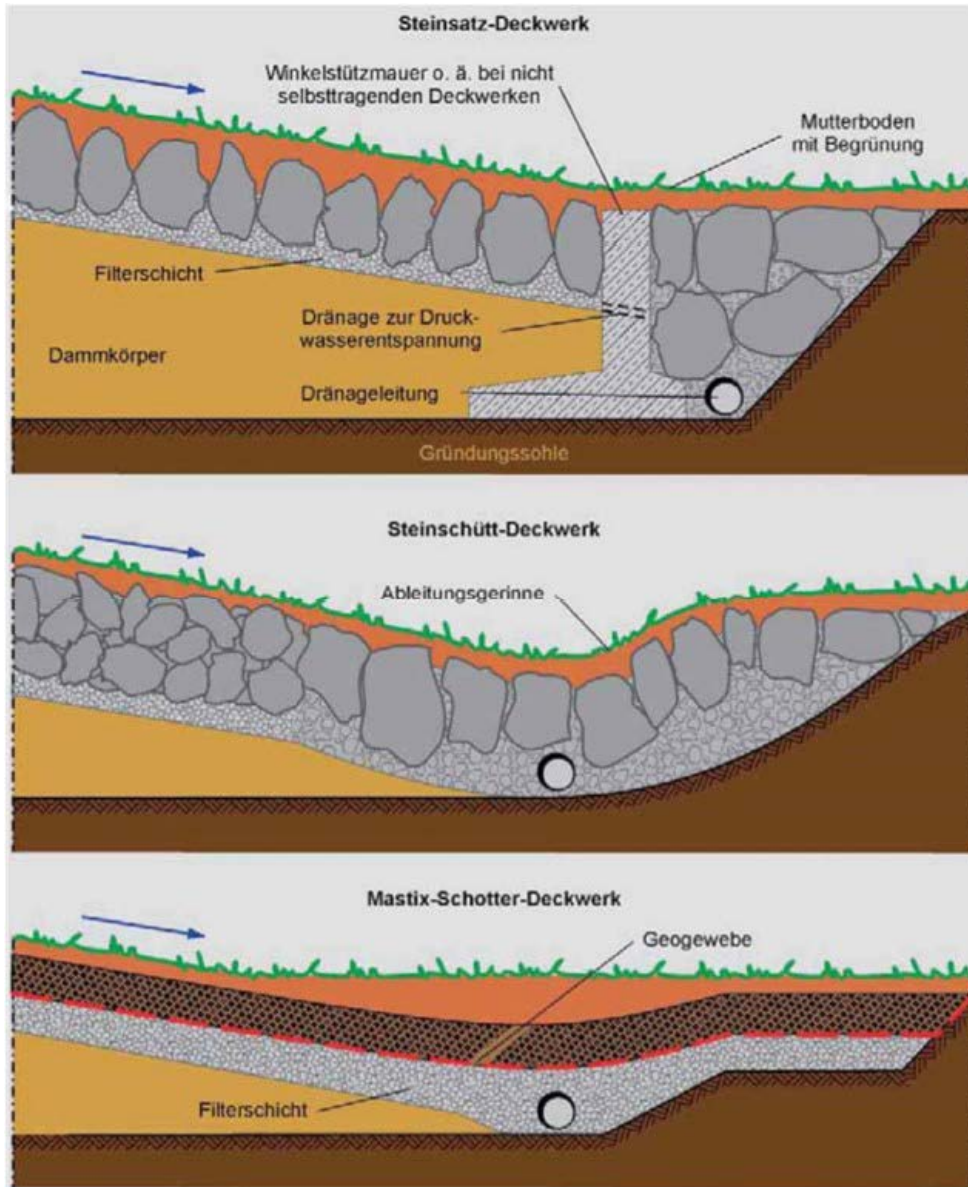 Steinsatz-Deckwerk
Winkelstützmauer o. ä. bei nicht
selbsttragenden Deckwerken
Mutterboden
mit Begrünung
Filterschicht
Dränage zur Druck-
wasserentspannung
Dammkörper
Dränageleitung
Gründungssohle
Steinschütt-Deckwerk
Ableitungsgerinne
Mastix-Schotter-Deckwerk
Geogewebe
Filterschicht